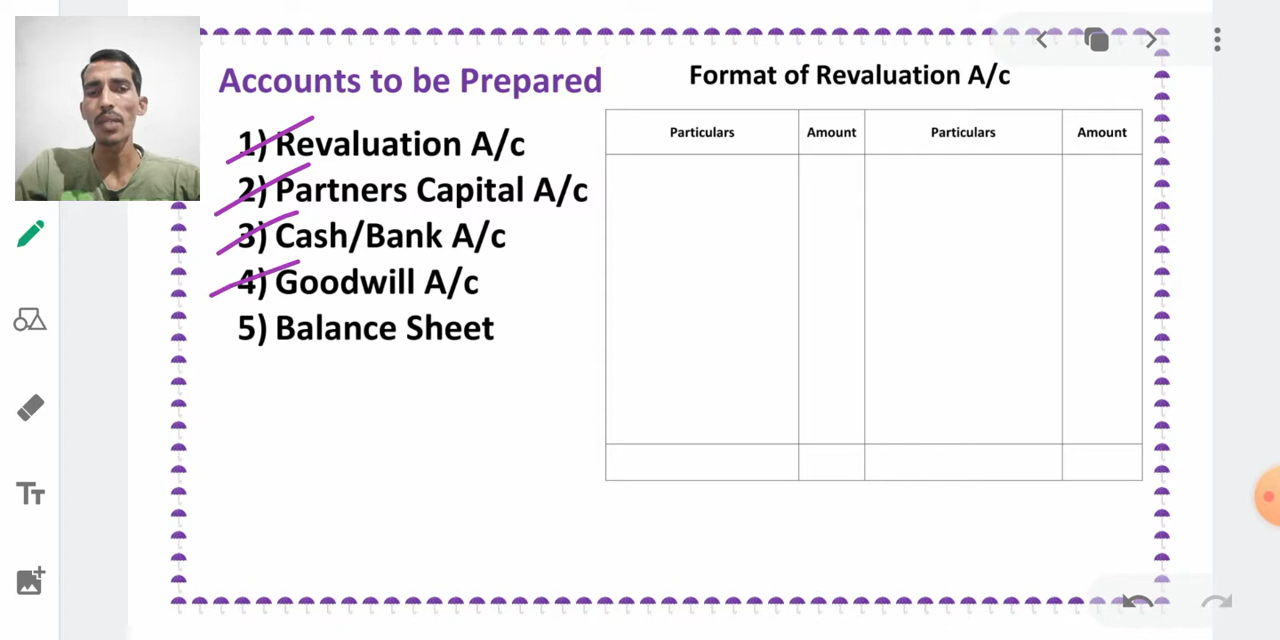 Accounts to be Prepared
1) Revaluation A/c
2) Partners Capital A/c
3) Cash/Bank A/c
4) Goodwill A/c
5) Balance Sheet
Format of Revaluation A/c
Particulars Amount Particulars Amount
TT